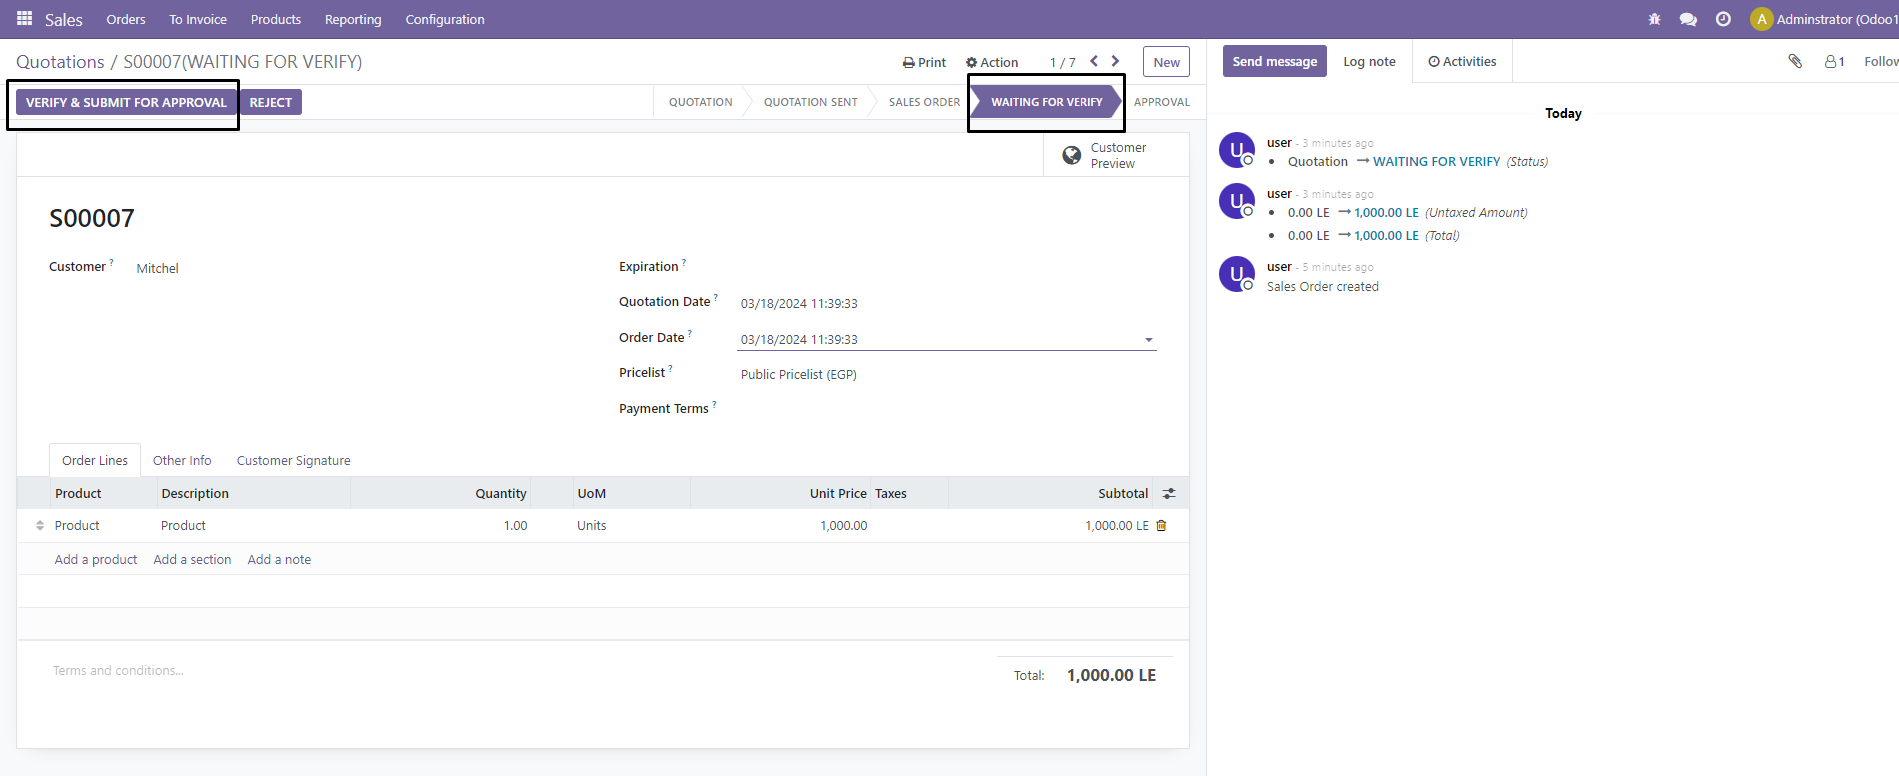 Sales Orders To Invoice Products Reporting Configuration A Adminstrator (Odoo1
Quotations / S00007(WAITING FOR VERIFY) Print Action 1 / 7 New
VERIFY & SUBMIT FOR APPROVAL REJECT QUOTATION QUOTATION SENT SALES ORDER WAITING FOR VERIFY APPROVAL
Customer
Preview
S00007
Customer ? Mitchel
Expiration ?
Quotation Date ? 03/18/2024 11:39:33
Order Date ? 03/18/2024 11:39:33
Pricelist ? Public Pricelist (EGP)
Payment Terms ?
Order Lines Other Info Customer Signature
Product Description Quantity UoM Unit Price Taxes Subtotal
Product Product 1.00 Units 1,000.00 1,000.00 LE
Add a product Add a section Add a note
Terms and conditions...
Total: 1,000.00 LE
Send message Log note Activities 1 Follow
Today
U user - 3 minutes ago
• Quotation → WAITING FOR VERIFY (Status)
U user - 3 minutes ago
• 0.00 LE → 1,000.00 LE (Untaxed Amount)
• 0.00 LE → 1,000.00 LE (Total)
U user - 5 minutes ago
Sales Order created